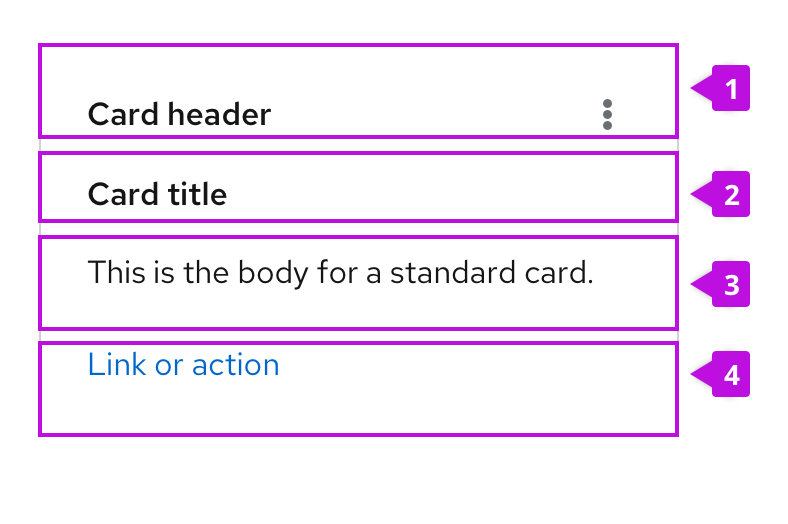 Card header
1
Card title
2
This is the body for a standard card.
3
Link or action
4